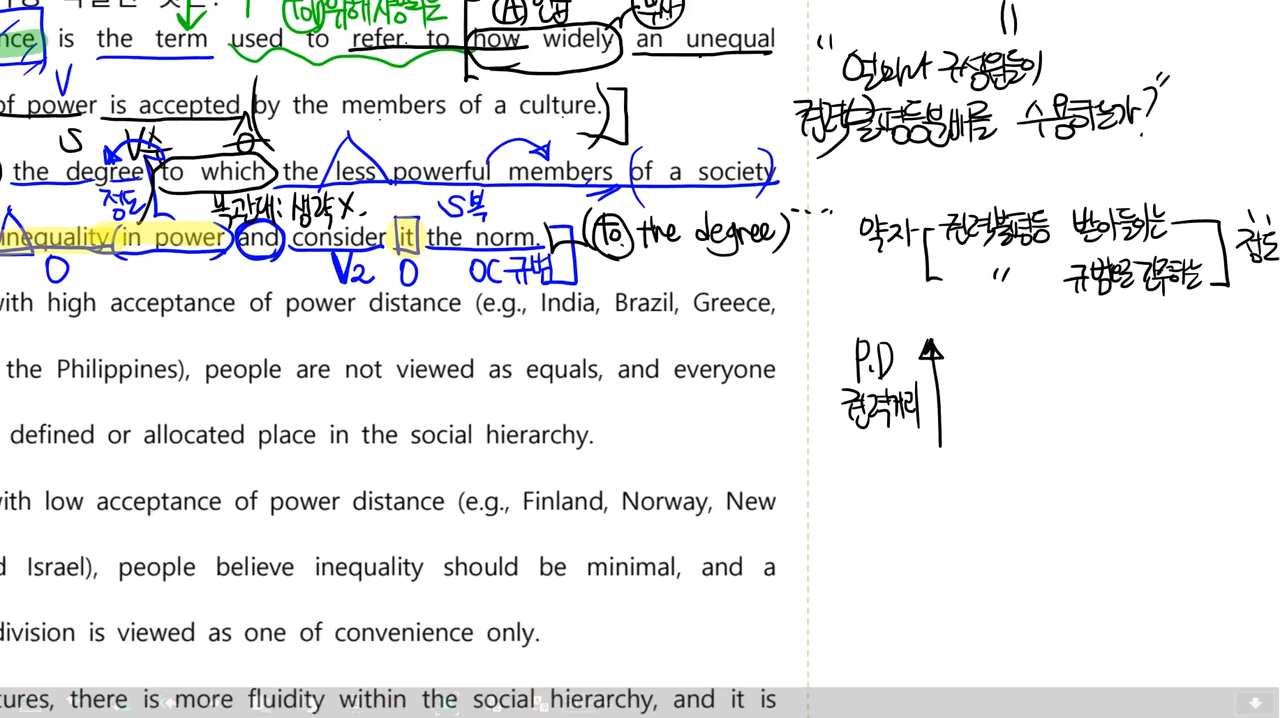 (to V) 위해 사용되는
nce is the term used to refer to how widely an unequal
V
of power is accepted by the members of a culture.
S
the degree to which the less powerful members of a society
정도 복관대: 생략 X. S복
inequality in power and consider it the norm. (to the degree)
O V2 O OC 규범
with high acceptance of power distance (e.g., India, Brazil, Greece,
the Philippines), people are not viewed as equals, and everyone
defined or allocated place in the social hierarchy.
with low acceptance of power distance (e.g., Finland, Norway, New
d Israel), people believe inequality should be minimal, and a
division is viewed as one of convenience only.
tures, there is more fluidity within the social hierarchy, and it is
"얼마나 구성원들이
권력불평등분배를 수용하는가?"
약자 권력불평등 받아들이는 정도
〃 규범으로 간주하는
P.D
권력거리